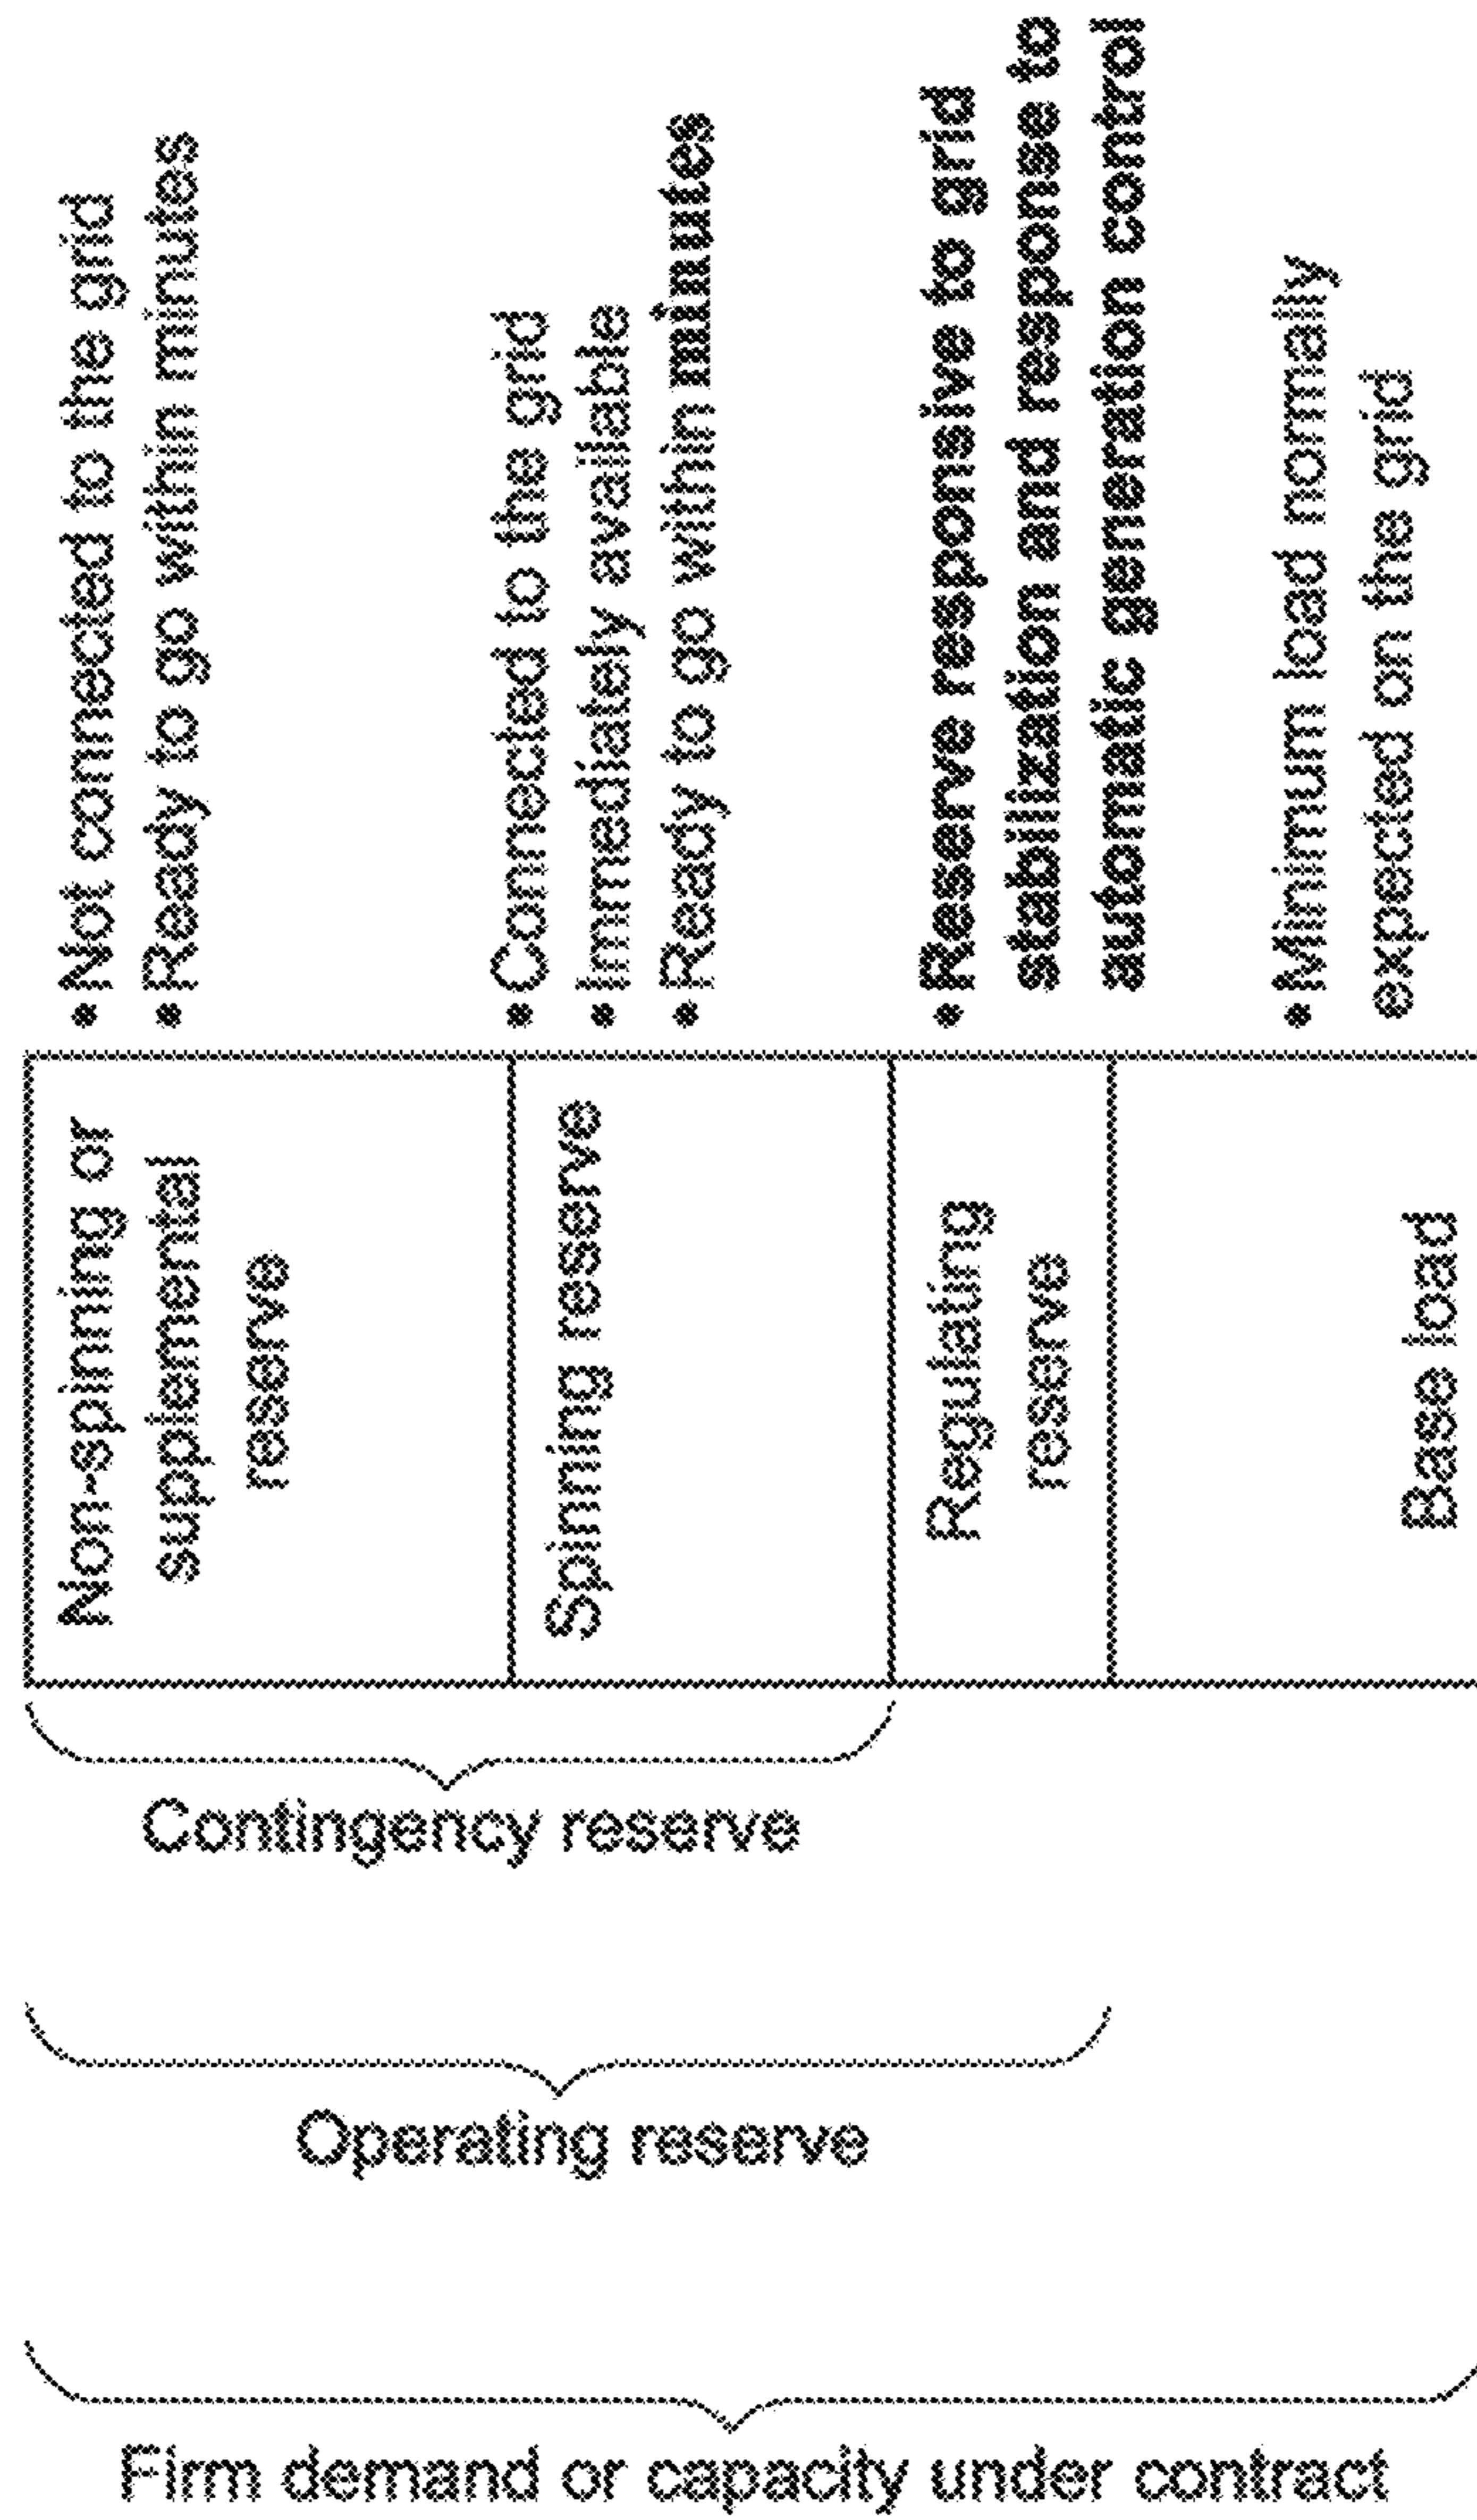 • Not connected to the grid
• Ready to go within minutes
• Connected to the grid
• Immediately available
• Ready to go within minutes
• Reserve responsive to grid
stabilization and response to
automatic generation control
• Minimum load normally
expected on the grid
Non-spinning or
supplemental
reserve
Spinning reserve
Regulating
reserve
Base load
Contingency reserve
Operating reserve
Firm demand or capacity under contract